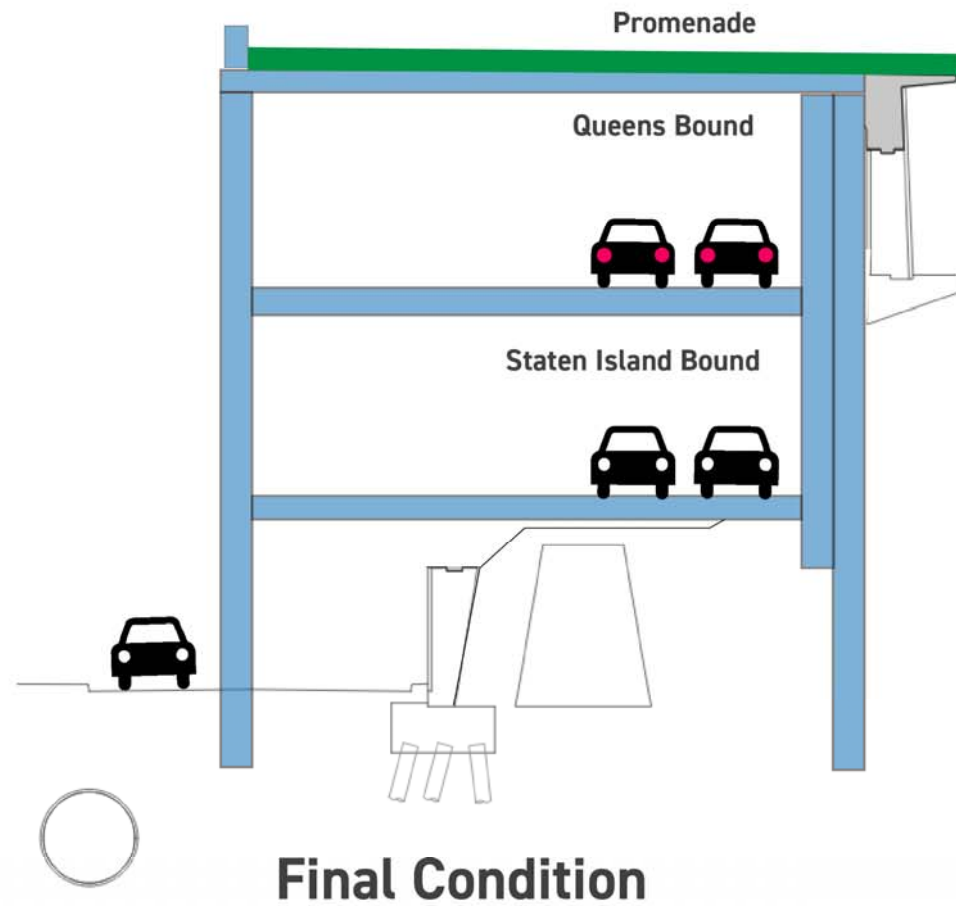 Promenade
Queens Bound
Staten Island Bound
Final Condition